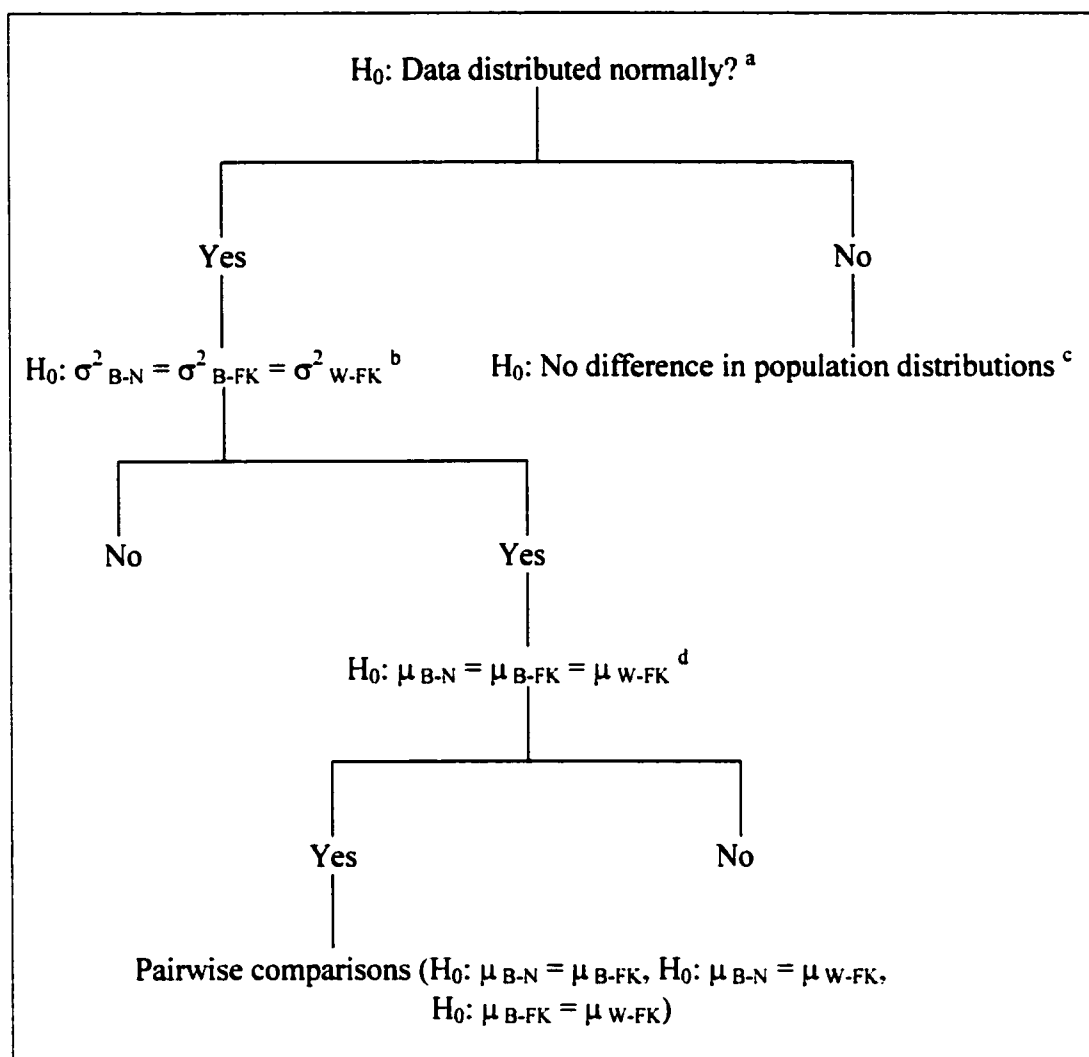 H₀: Data distributed normally? ᵃ
Yes
No
H₀: σ² B-N = σ² B-FK = σ² W-FK ᵇ
H₀: No difference in population distributions ᶜ
No
Yes
H₀: μ B-N = μ B-FK = μ W-FK ᵈ
Yes
No
Pairwise comparisons (H₀: μ B-N = μ B-FK, H₀: μ B-N = μ W-FK,
H₀: μ B-FK = μ W-FK)